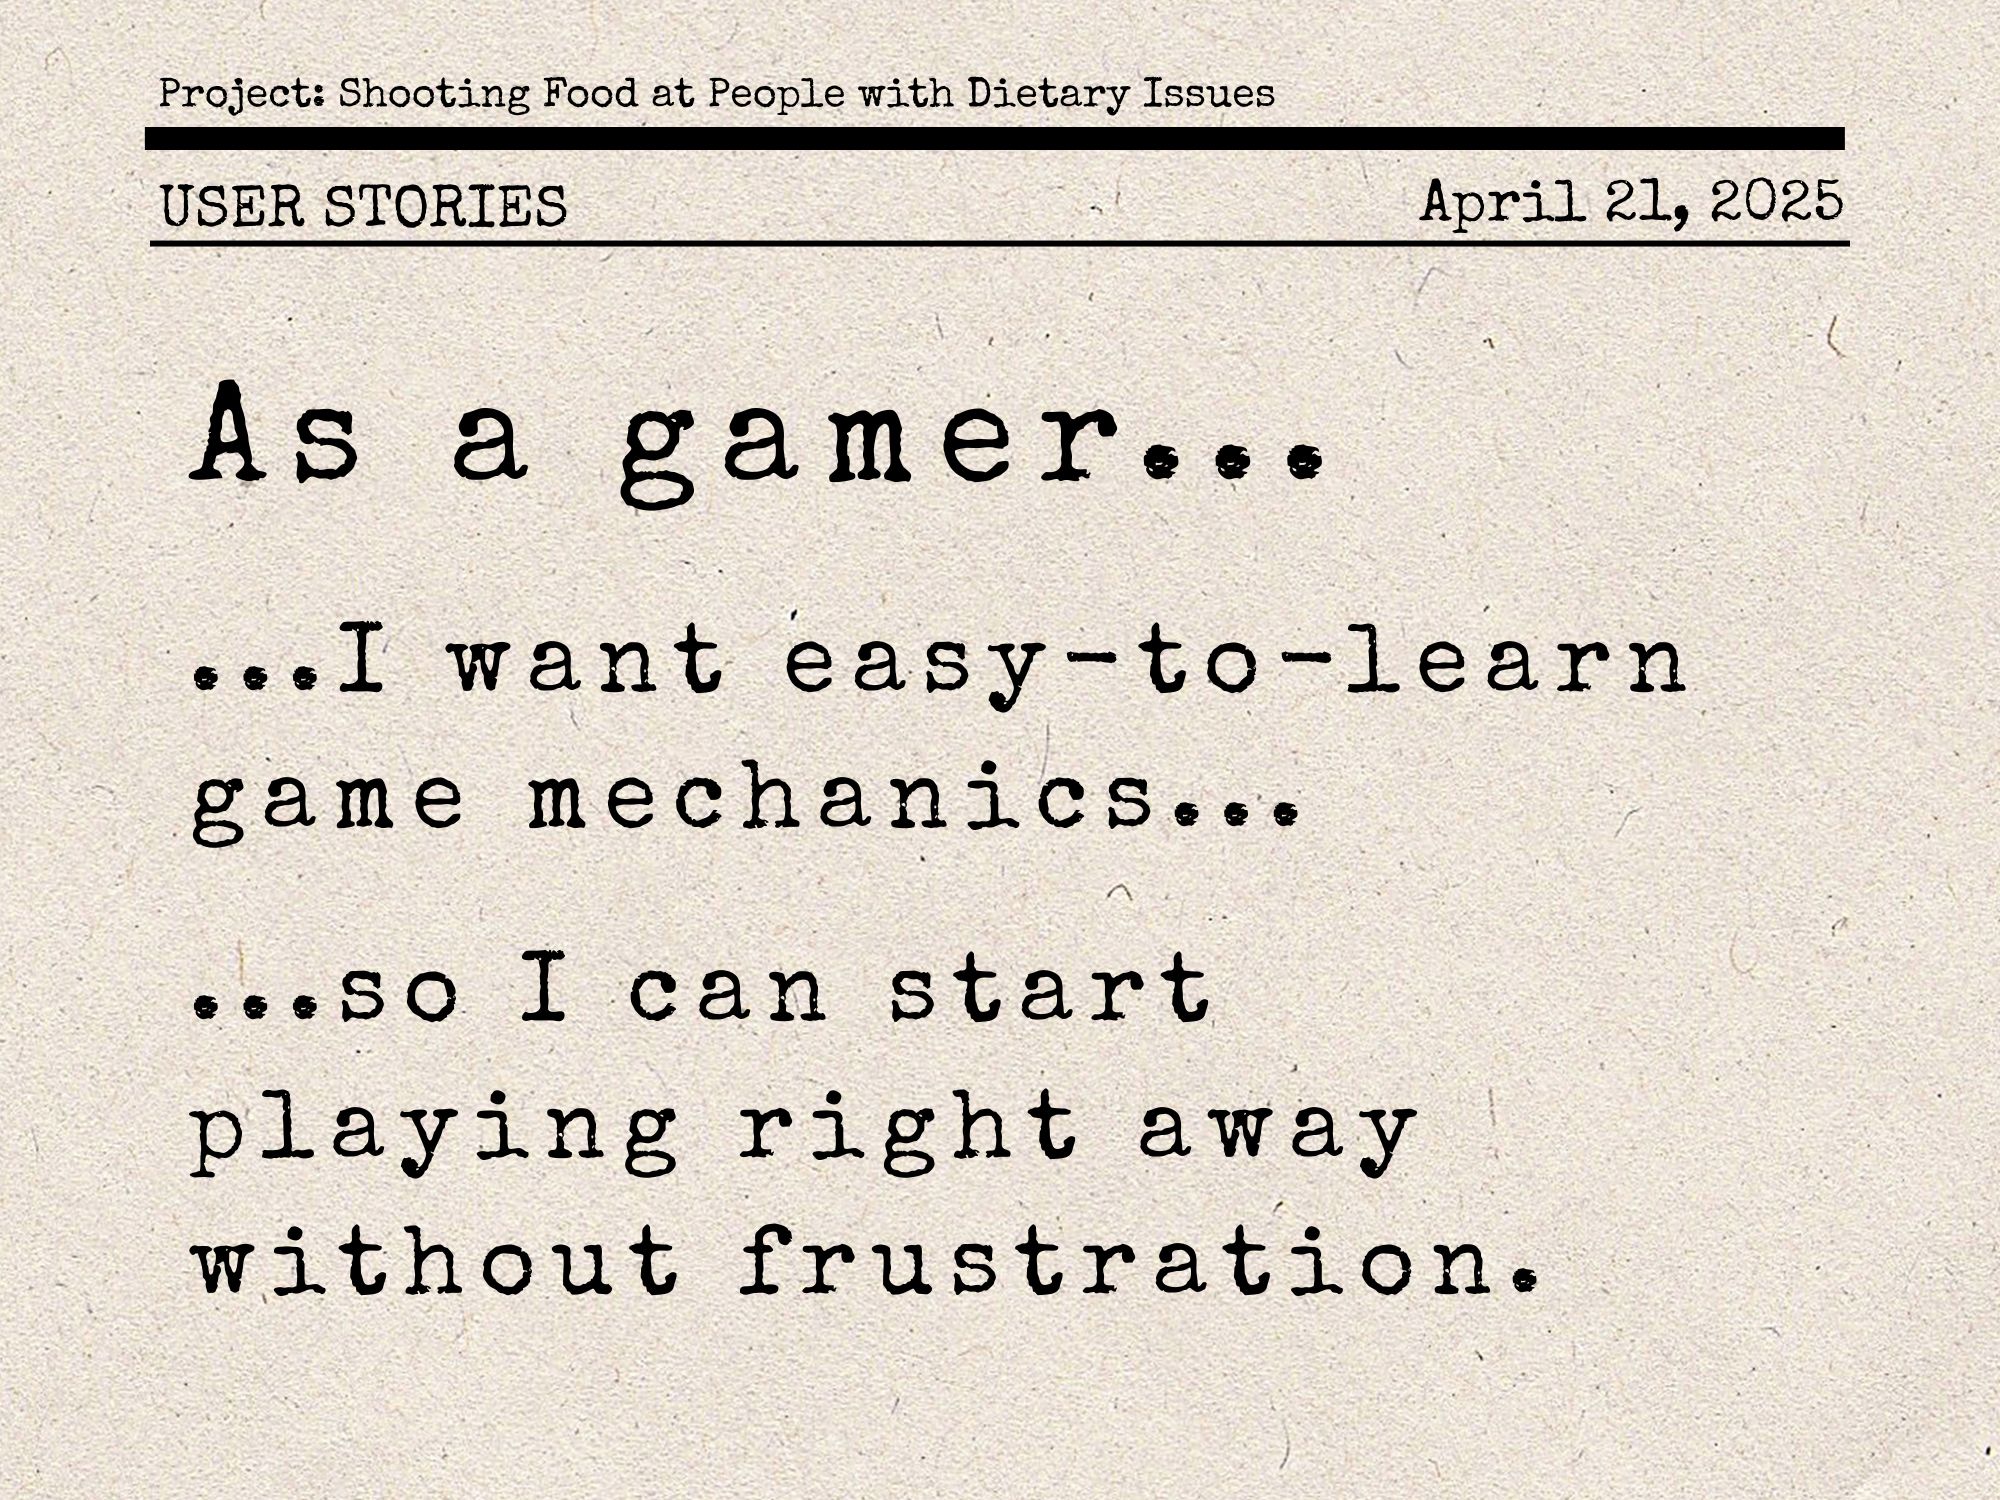 Project: Shooting Food at People with Dietary Issues
USER STORIES
April 21, 2025
As a gamer...
...I want easy-to-learn
game mechanics...
...so I can start
playing right away
without frustration.